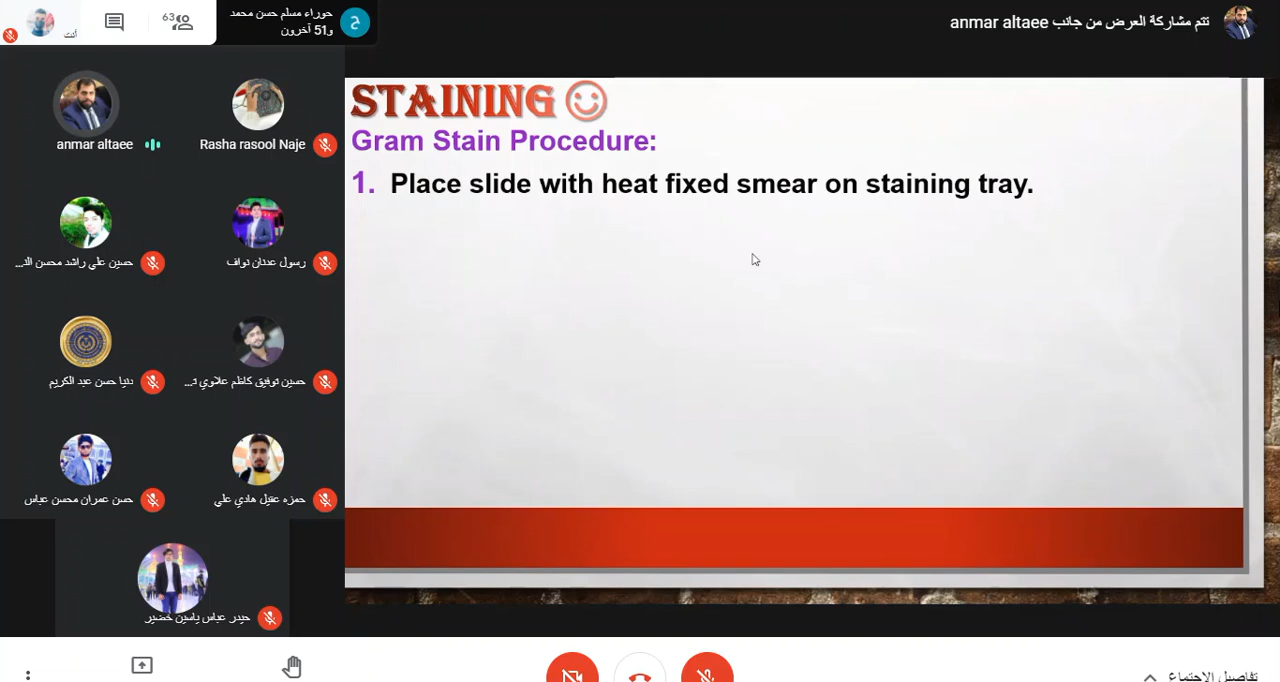 حوراء مسلم حسن محمد
و51 آخرون
63
أنت
تتم مشاركة العرض من جانب anmar altaee
anmar altaee
Rasha rasool Naje
حسين علي راشد محسن الذ...
رسول عدنان نواف
دنيا حسن عبد الكريم
حسين توفيق كاظم علاوي ت...
حسن عمران محسن عباس
حمزه عقيل هادي علي
حيدر عباس ياسين خضير
STAINING
Gram Stain Procedure:
1. Place slide with heat fixed smear on staining tray.
تفاصيل الاجتماع